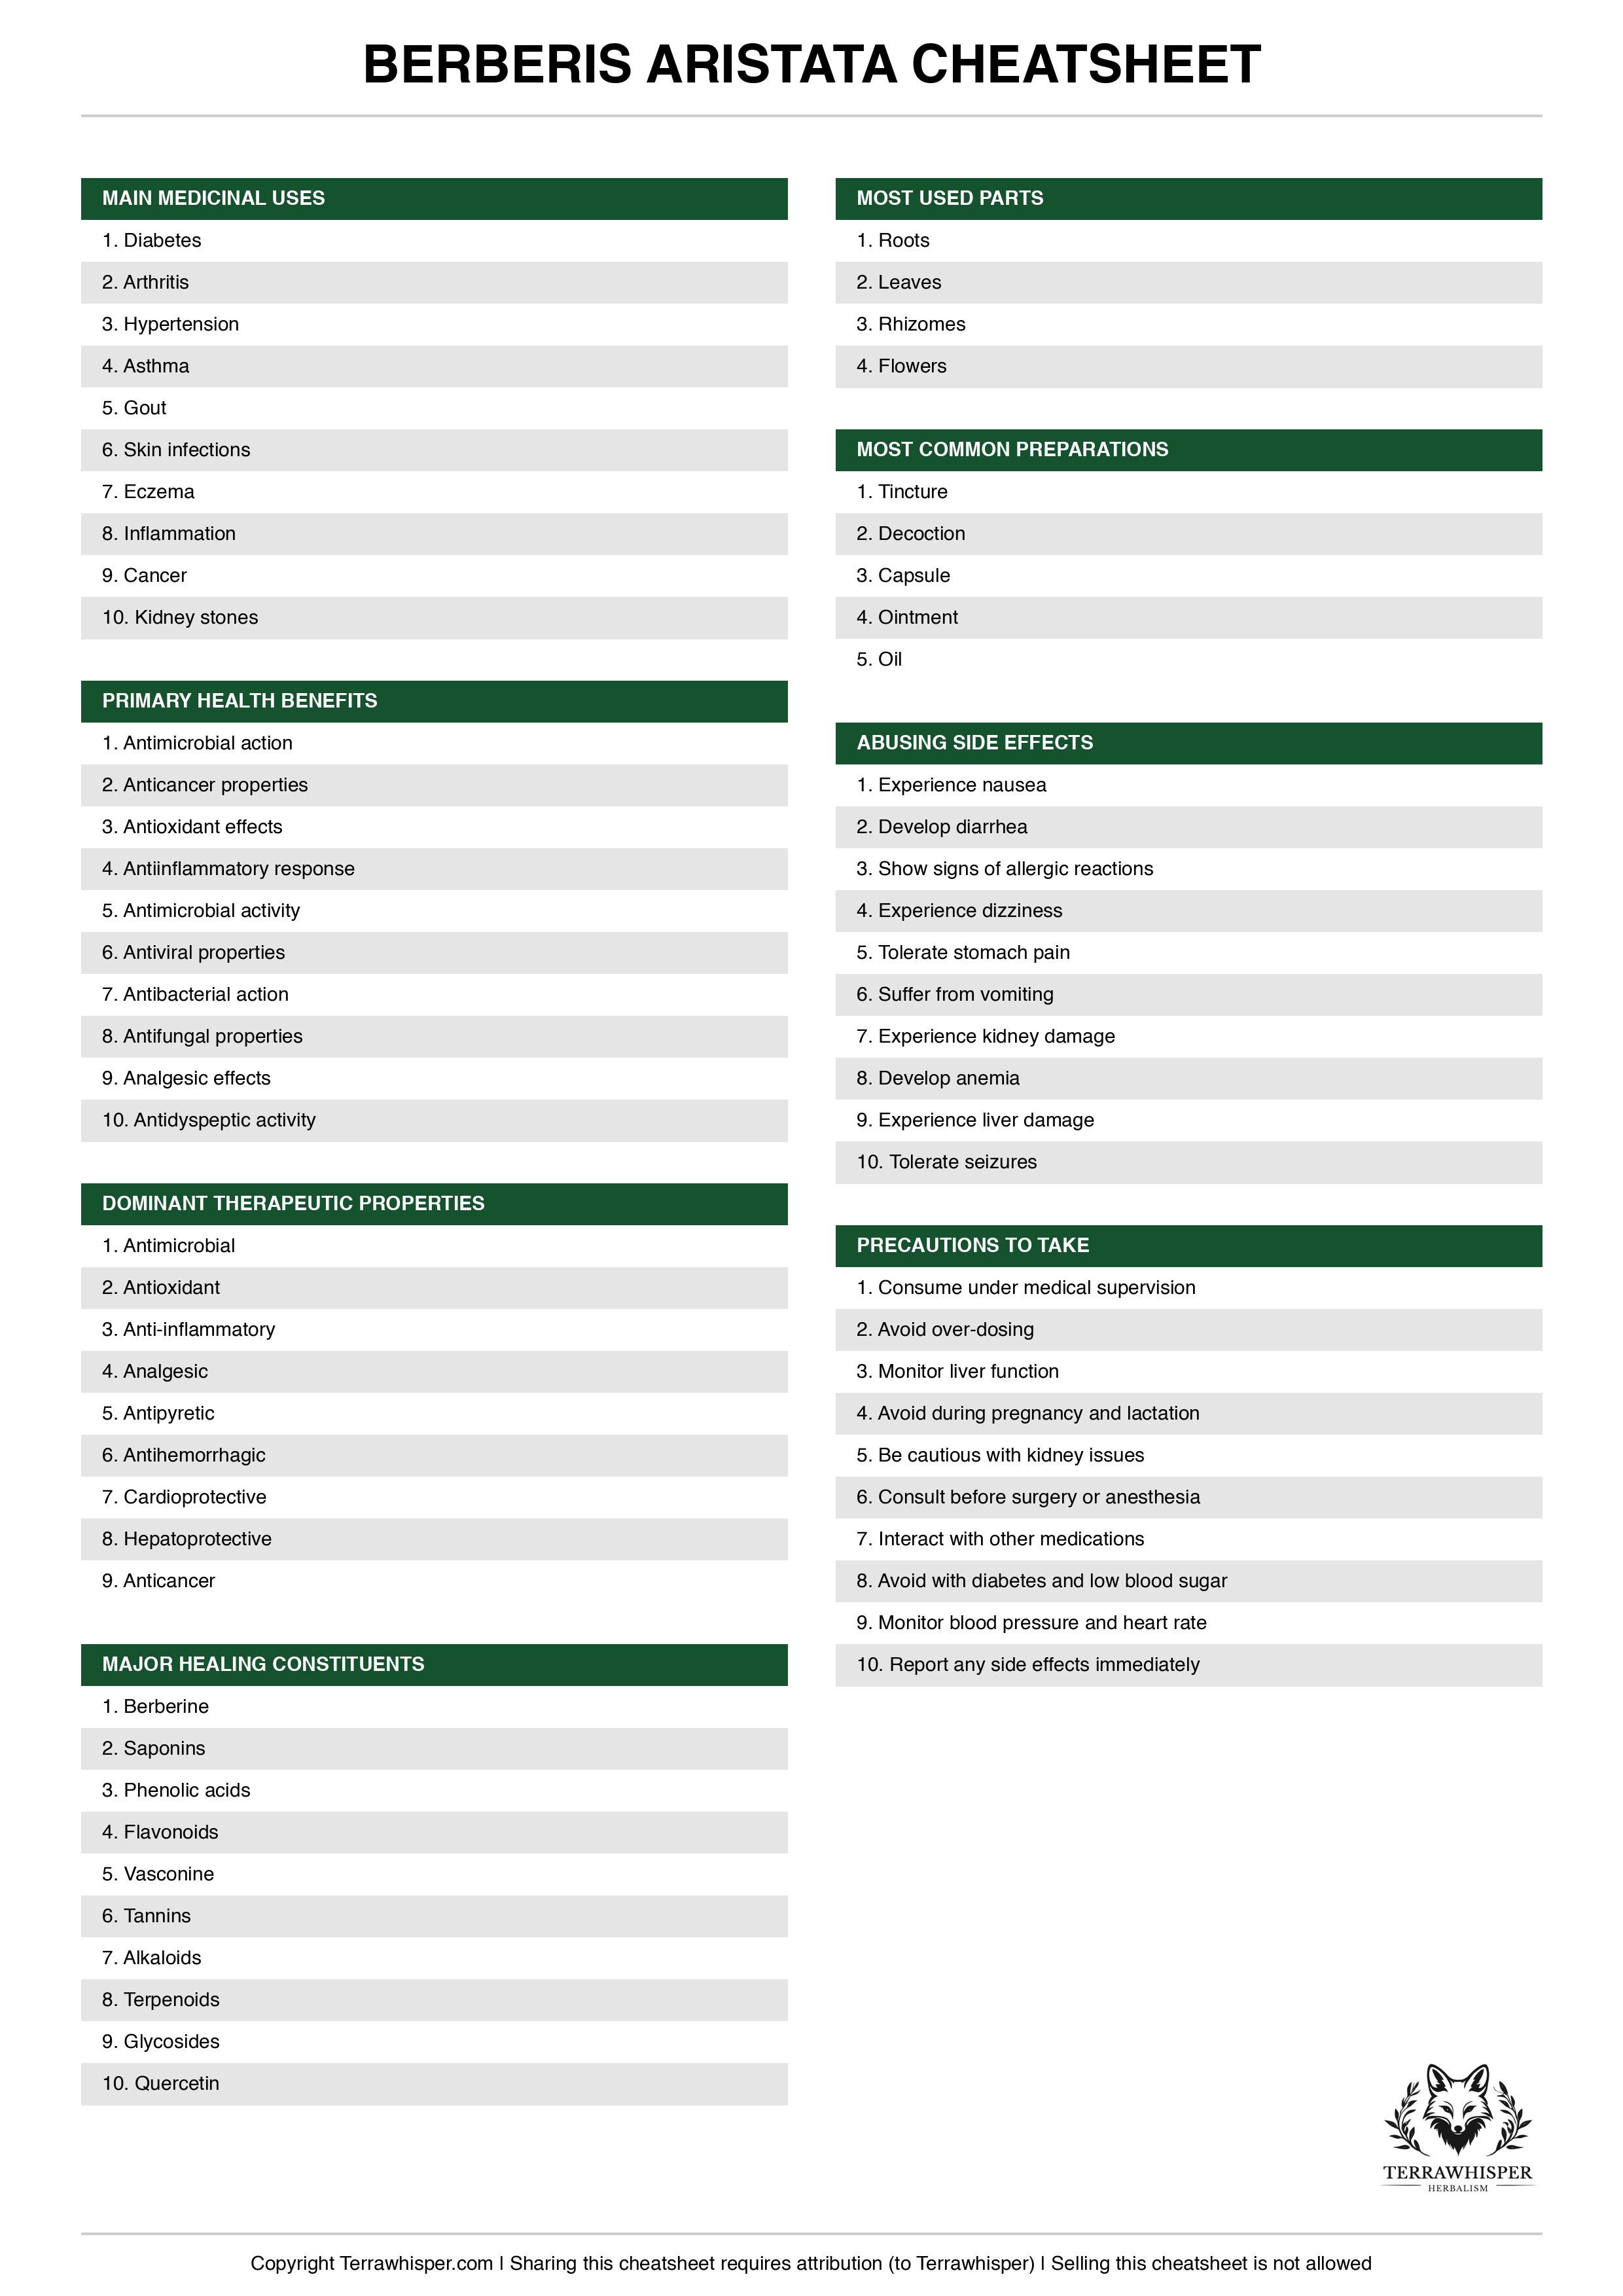 BERBERIS ARISTATA CHEATSHEET
MAIN MEDICINAL USES
1. Diabetes
2. Arthritis
3. Hypertension
4. Asthma
5. Gout
6. Skin infections
7. Eczema
8. Inflammation
9. Cancer
10. Kidney stones
PRIMARY HEALTH BENEFITS
1. Antimicrobial action
2. Anticancer properties
3. Antioxidant effects
4. Antiinflammatory response
5. Antimicrobial activity
6. Antiviral properties
7. Antibacterial action
8. Antifungal properties
9. Analgesic effects
10. Antidyspeptic activity
DOMINANT THERAPEUTIC PROPERTIES
1. Antimicrobial
2. Antioxidant
3. Anti-inflammatory
4. Analgesic
5. Antipyretic
6. Antihemorrhagic
7. Cardioprotective
8. Hepatoprotective
9. Anticancer
MAJOR HEALING CONSTITUENTS
1. Berberine
2. Saponins
3. Phenolic acids
4. Flavonoids
5. Vasconine
6. Tannins
7. Alkaloids
8. Terpenoids
9. Glycosides
10. Quercetin
MOST USED PARTS
1. Roots
2. Leaves
3. Rhizomes
4. Flowers
MOST COMMON PREPARATIONS
1. Tincture
2. Decoction
3. Capsule
4. Ointment
5. Oil
ABUSING SIDE EFFECTS
1. Experience nausea
2. Develop diarrhea
3. Show signs of allergic reactions
4. Experience dizziness
5. Tolerate stomach pain
6. Suffer from vomiting
7. Experience kidney damage
8. Develop anemia
9. Experience liver damage
10. Tolerate seizures
PRECAUTIONS TO TAKE
1. Consume under medical supervision
2. Avoid over-dosing
3. Monitor liver function
4. Avoid during pregnancy and lactation
5. Be cautious with kidney issues
6. Consult before surgery or anesthesia
7. Interact with other medications
8. Avoid with diabetes and low blood sugar
9. Monitor blood pressure and heart rate
10. Report any side effects immediately
TERRAWHISPER
HERBALISM
Copyright Terrawhisper.com | Sharing this cheatsheet requires attribution (to Terrawhisper) | Selling this cheatsheet is not allowed